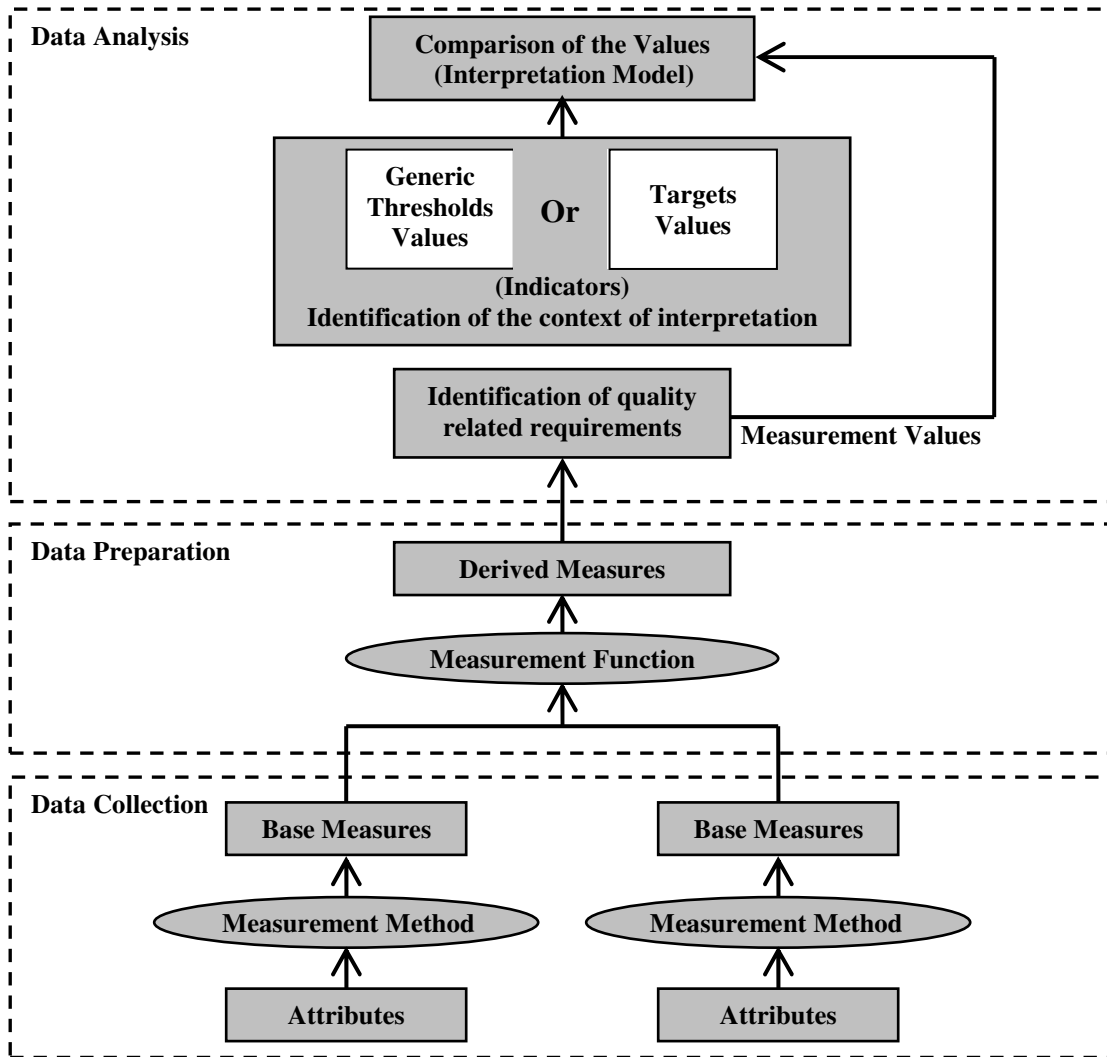 Data Analysis
Comparison of the Values
(Interpretation Model)
Generic
Thresholds
Values
Or
Targets
Values
(Indicators)
Identification of the context of interpretation
Identification of quality
related requirements
Measurement Values
Data Preparation
Derived Measures
Measurement Function
Data Collection
Base Measures
Base Measures
Measurement Method
Measurement Method
Attributes
Attributes